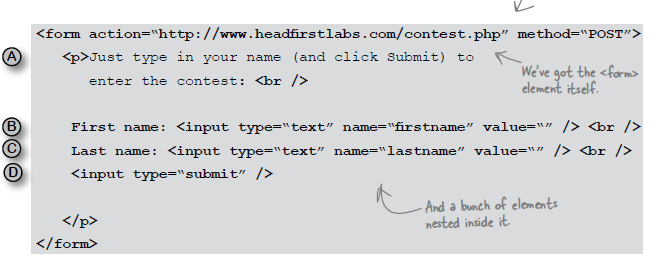 <form action=“http://www.headfirstlabs.com/contest.php” method=“POST”>
A <p>Just type in your name (and click Submit) to
enter the contest: <br />
We've got the <form>
element itself.
B First name: <input type=“text” name=“firstname” value=“” /> <br />
C Last name: <input type=“text” name=“lastname” value=“” /> <br />
D <input type=“submit” />
And a bunch of elements
nested inside it.
</p>
</form>